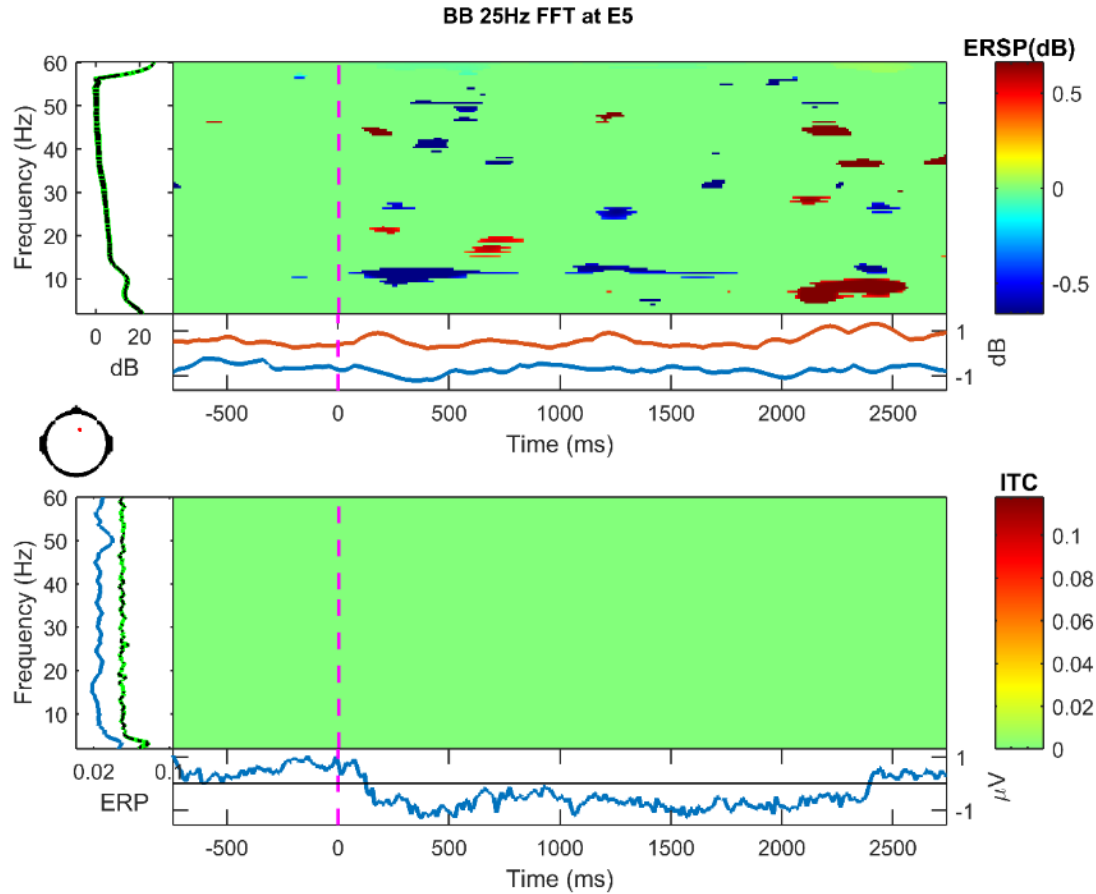 BB 25Hz FFT at E5
ERSP(dB)
60
50
40
30
20
10
Frequency (Hz)
0.5
0
-0.5
0 20
dB
1
-1
dB
-500 0 500 1000 1500 2000 2500
Time (ms)
ITC
60
50
40
30
20
10
Frequency (Hz)
0.1
0.08
0.06
0.04
0.02
0
0.02 0.
ERP
1
-1
μV
-500 0 500 1000 1500 2000 2500
Time (ms)